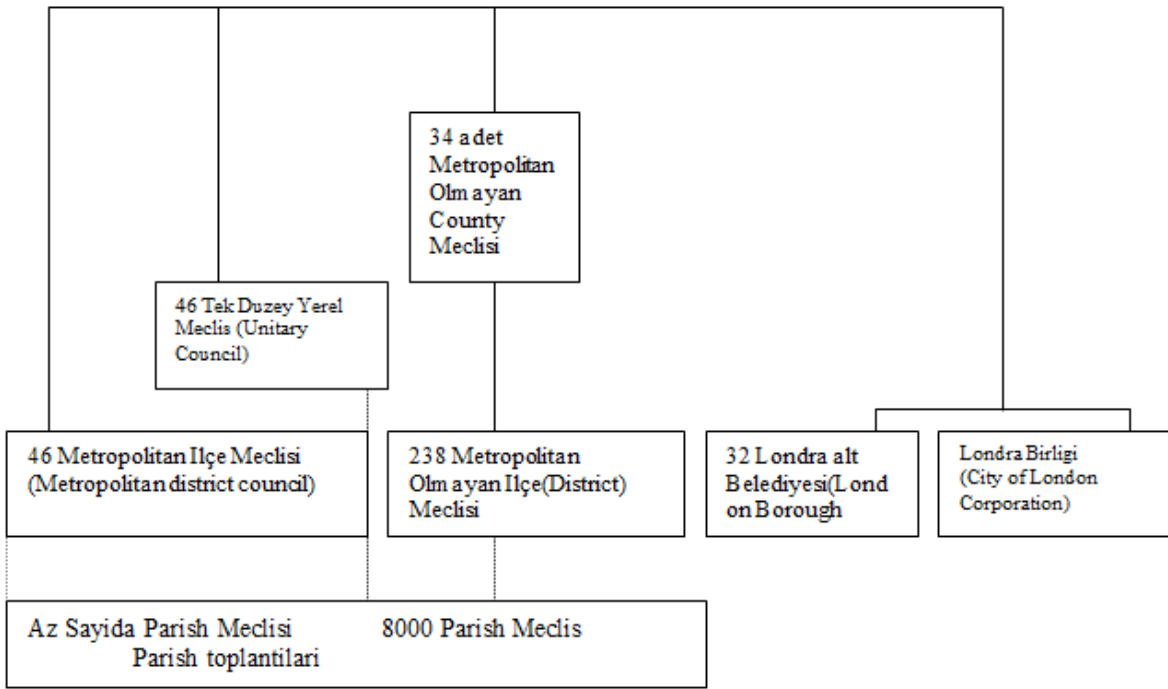 34 adet
Metropolitan
Olmayan
County
Meclisi
46 Tek Duzey Yerel
Meclis (Unitary
Council)
46 Metropolitan Ilçe Meclisi
(Metropolitan district council)
238 Metropolitan
Olmayan Ilçe(District)
Meclisi
32 Londra alt
Belediyesi(Lond
on Borough
Londra Birligi
(City of London
Corporation)
Az Sayida Parish Meclisi 8000 Parish Meclis
Parish toplantilari